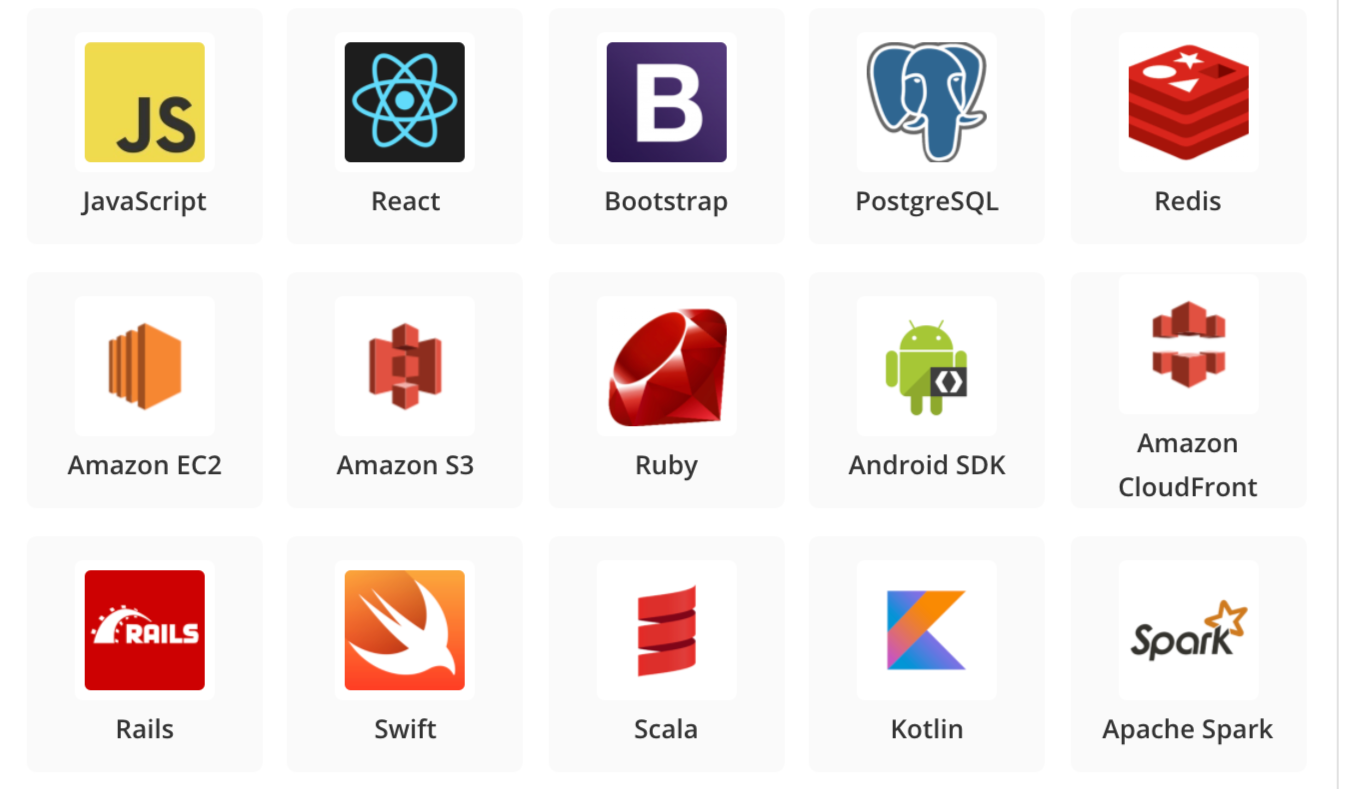 JS
B
JavaScript
React
Bootstrap
PostgreSQL
Redis
Amazon EC2
Amazon S3
Ruby
Android SDK
Amazon
CloudFront
RAILS
Spark
Rails
Swift
Scala
Kotlin
Apache Spark